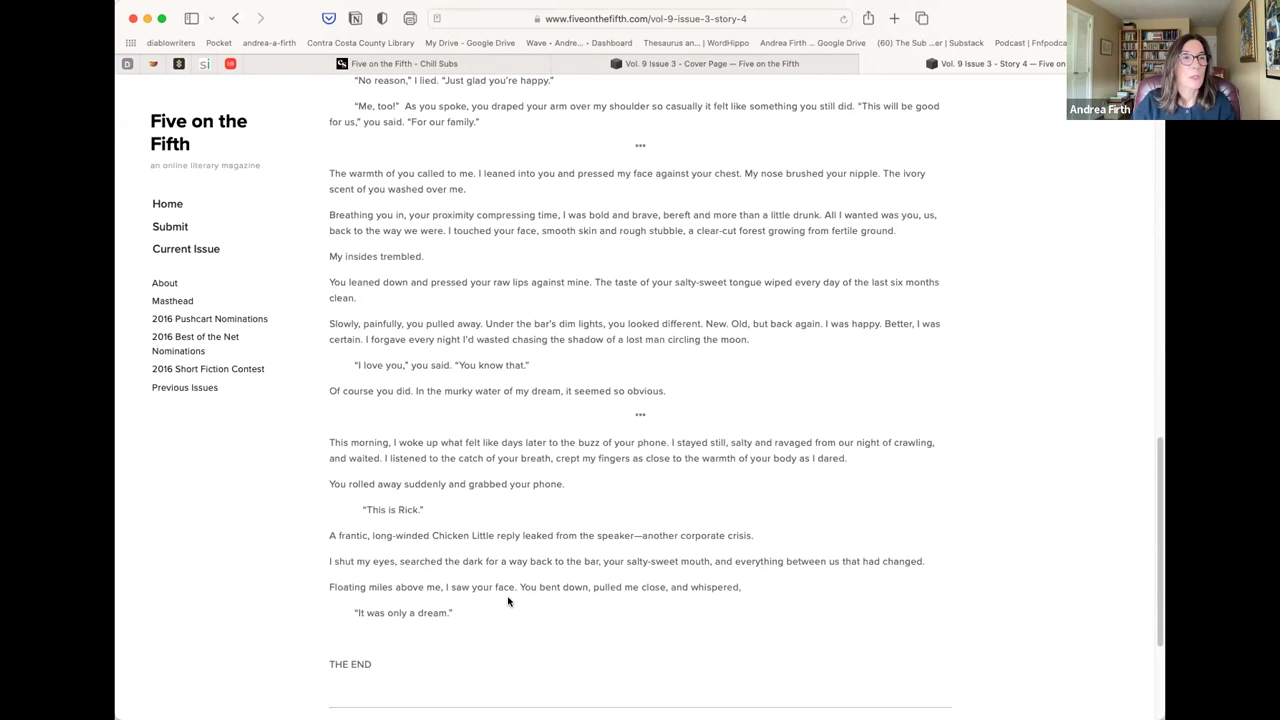 www.fiveonthefifth.com/vol-9-issue-3-story-4
diablowriters
Pocket
andrea-a-firth
Contra Costa County Library
My Drive - Google Drive
Wave • Andre... • Dashboard
Thesaurus an... | WordHippo
Andrea Firth ... Google Drive
(60) The Sub ...er | Substack
Podcast | Fnfpodca
Five on the Fifth - Chill Subs
Vol. 9 Issue 3 - Cover Page — Five on the Fifth
Vol. 9 Issue 3 - Story 4 — Five on
Andrea Firth
Five on the
Fifth
an online literary magazine
Home
Submit
Current Issue
About
Masthead
2016 Pushcart Nominations
2016 Best of the Net
Nominations
2016 Short Fiction Contest
Previous Issues
“No reason,” I lied. “Just glad you’re happy.”
“Me, too!”  As you spoke, you draped your arm over my shoulder so casually it felt like something you still did. “This will be good
for us,” you said. “For our family.”
***
The warmth of you called to me. I leaned into you and pressed my face against your chest. My nose brushed your nipple. The ivory
scent of you washed over me.
Breathing you in, your proximity compressing time, I was bold and brave, bereft and more than a little drunk. All I wanted was you, us,
back to the way we were. I touched your face, smooth skin and rough stubble, a clear-cut forest growing from fertile ground.
My insides trembled.
You leaned down and pressed your raw lips against mine. The taste of your salty-sweet tongue wiped every day of the last six months
clean.
Slowly, painfully, you pulled away. Under the bar’s dim lights, you looked different. New. Old, but back again. I was happy. Better, I was
certain. I forgave every night I’d wasted chasing the shadow of a lost man circling the moon.
“I love you,” you said. “You know that.”
Of course you did. In the murky water of my dream, it seemed so obvious.
***
This morning, I woke up what felt like days later to the buzz of your phone. I stayed still, salty and ravaged from our night of crawling,
and waited. I listened to the catch of your breath, crept my fingers as close to the warmth of your body as I dared.
You rolled away suddenly and grabbed your phone.
“This is Rick.”
A frantic, long-winded Chicken Little reply leaked from the speaker—another corporate crisis.
I shut my eyes, searched the dark for a way back to the bar, your salty-sweet mouth, and everything between us that had changed.
Floating miles above me, I saw your face. You bent down, pulled me close, and whispered,
“It was only a dream.”
THE END